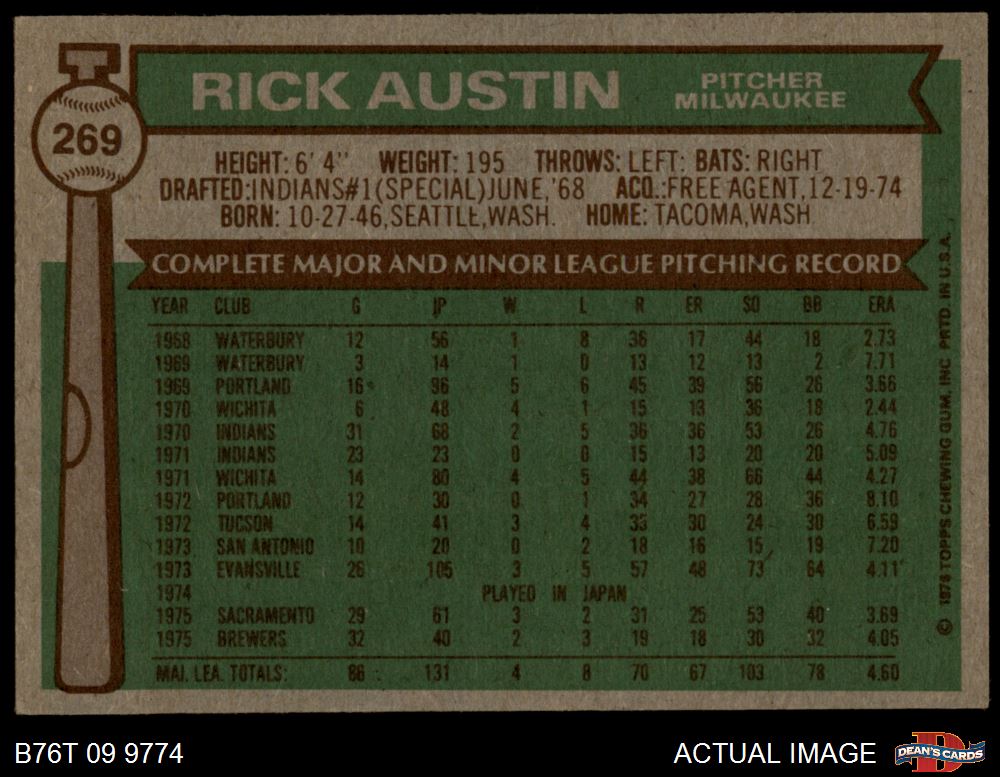 RICK AUSTIN PITCHER
MILWAUKEE
269
HEIGHT: 6' 4" WEIGHT: 195 THROWS: LEFT: BATS: RIGHT
DRAFTED: INDIANS#1(SPECIAL)JUNE,'68 ACQ.:FREE AGENT,12-19-74
BORN: 10-27-46,SEATTLE,WASH. HOME: TACOMA,WASH
COMPLETE MAJOR AND MINOR LEAGUE PITCHING RECORD
YEAR CLUB G IP W L R ER SO BB ERA
1968 WATERBURY 12 56 1 8 36 17 44 18 2.73
1969 WATERBURY 3 14 1 0 13 12 13 2 7.71
1969 PORTLAND 16 96 5 6 45 39 56 26 3.66
1970 WICHITA 6 48 4 1 15 13 36 18 2.44
1970 INDIANS 31 68 2 5 36 36 53 26 4.76
1971 INDIANS 23 23 0 0 15 13 20 20 5.09
1971 WICHITA 14 80 4 5 44 38 66 44 4.27
1972 PORTLAND 12 30 0 1 34 27 28 36 8.10
1972 TUCSON 14 41 3 4 33 30 24 30 6.59
1973 SAN ANTONIO 10 20 0 2 18 16 15 19 7.20
1973 EVANSVILLE 26 105 3 5 57 48 73 64 4.11
1974 PLAYED IN JAPAN
1975 SACRAMENTO 29 61 3 2 31 25 53 40 3.69
1975 BREWERS 32 40 2 3 19 18 30 32 4.05
MAJ. LEA. TOTALS: 86 131 4 8 70 67 103 78 4.60
© 1976 TOPPS CHEWING GUM, INC PRTD. IN U.S.A.
B76T 09 9774 ACTUAL IMAGE DEAN'S CARDS